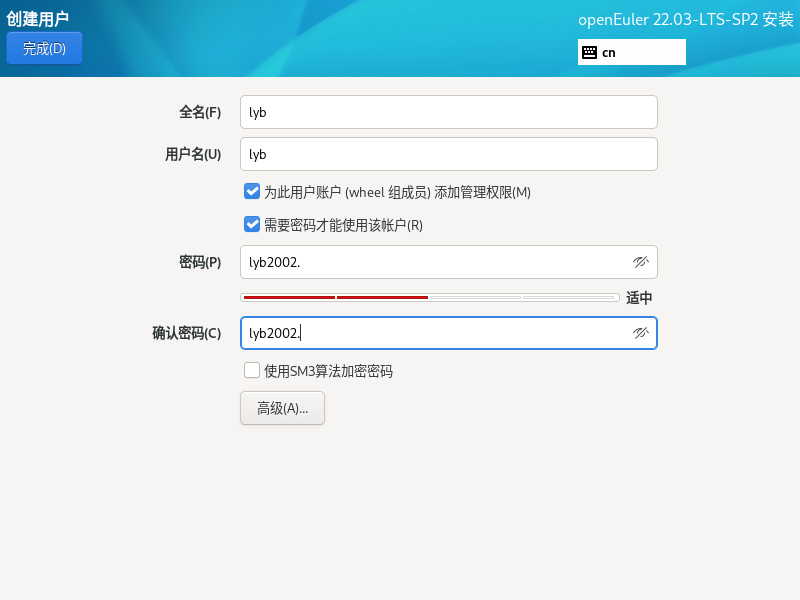 创建用户
openEuler 22.03-LTS-SP2 安装
完成(D)
cn
全名(F)
lyb
用户名(U)
lyb
为此用户账户 (wheel 组成员) 添加管理权限(M)
需要密码才能使用该帐户(R)
密码(P)
lyb2002.
适中
确认密码(C)
lyb2002.
使用SM3算法加密密码
高级(A)...